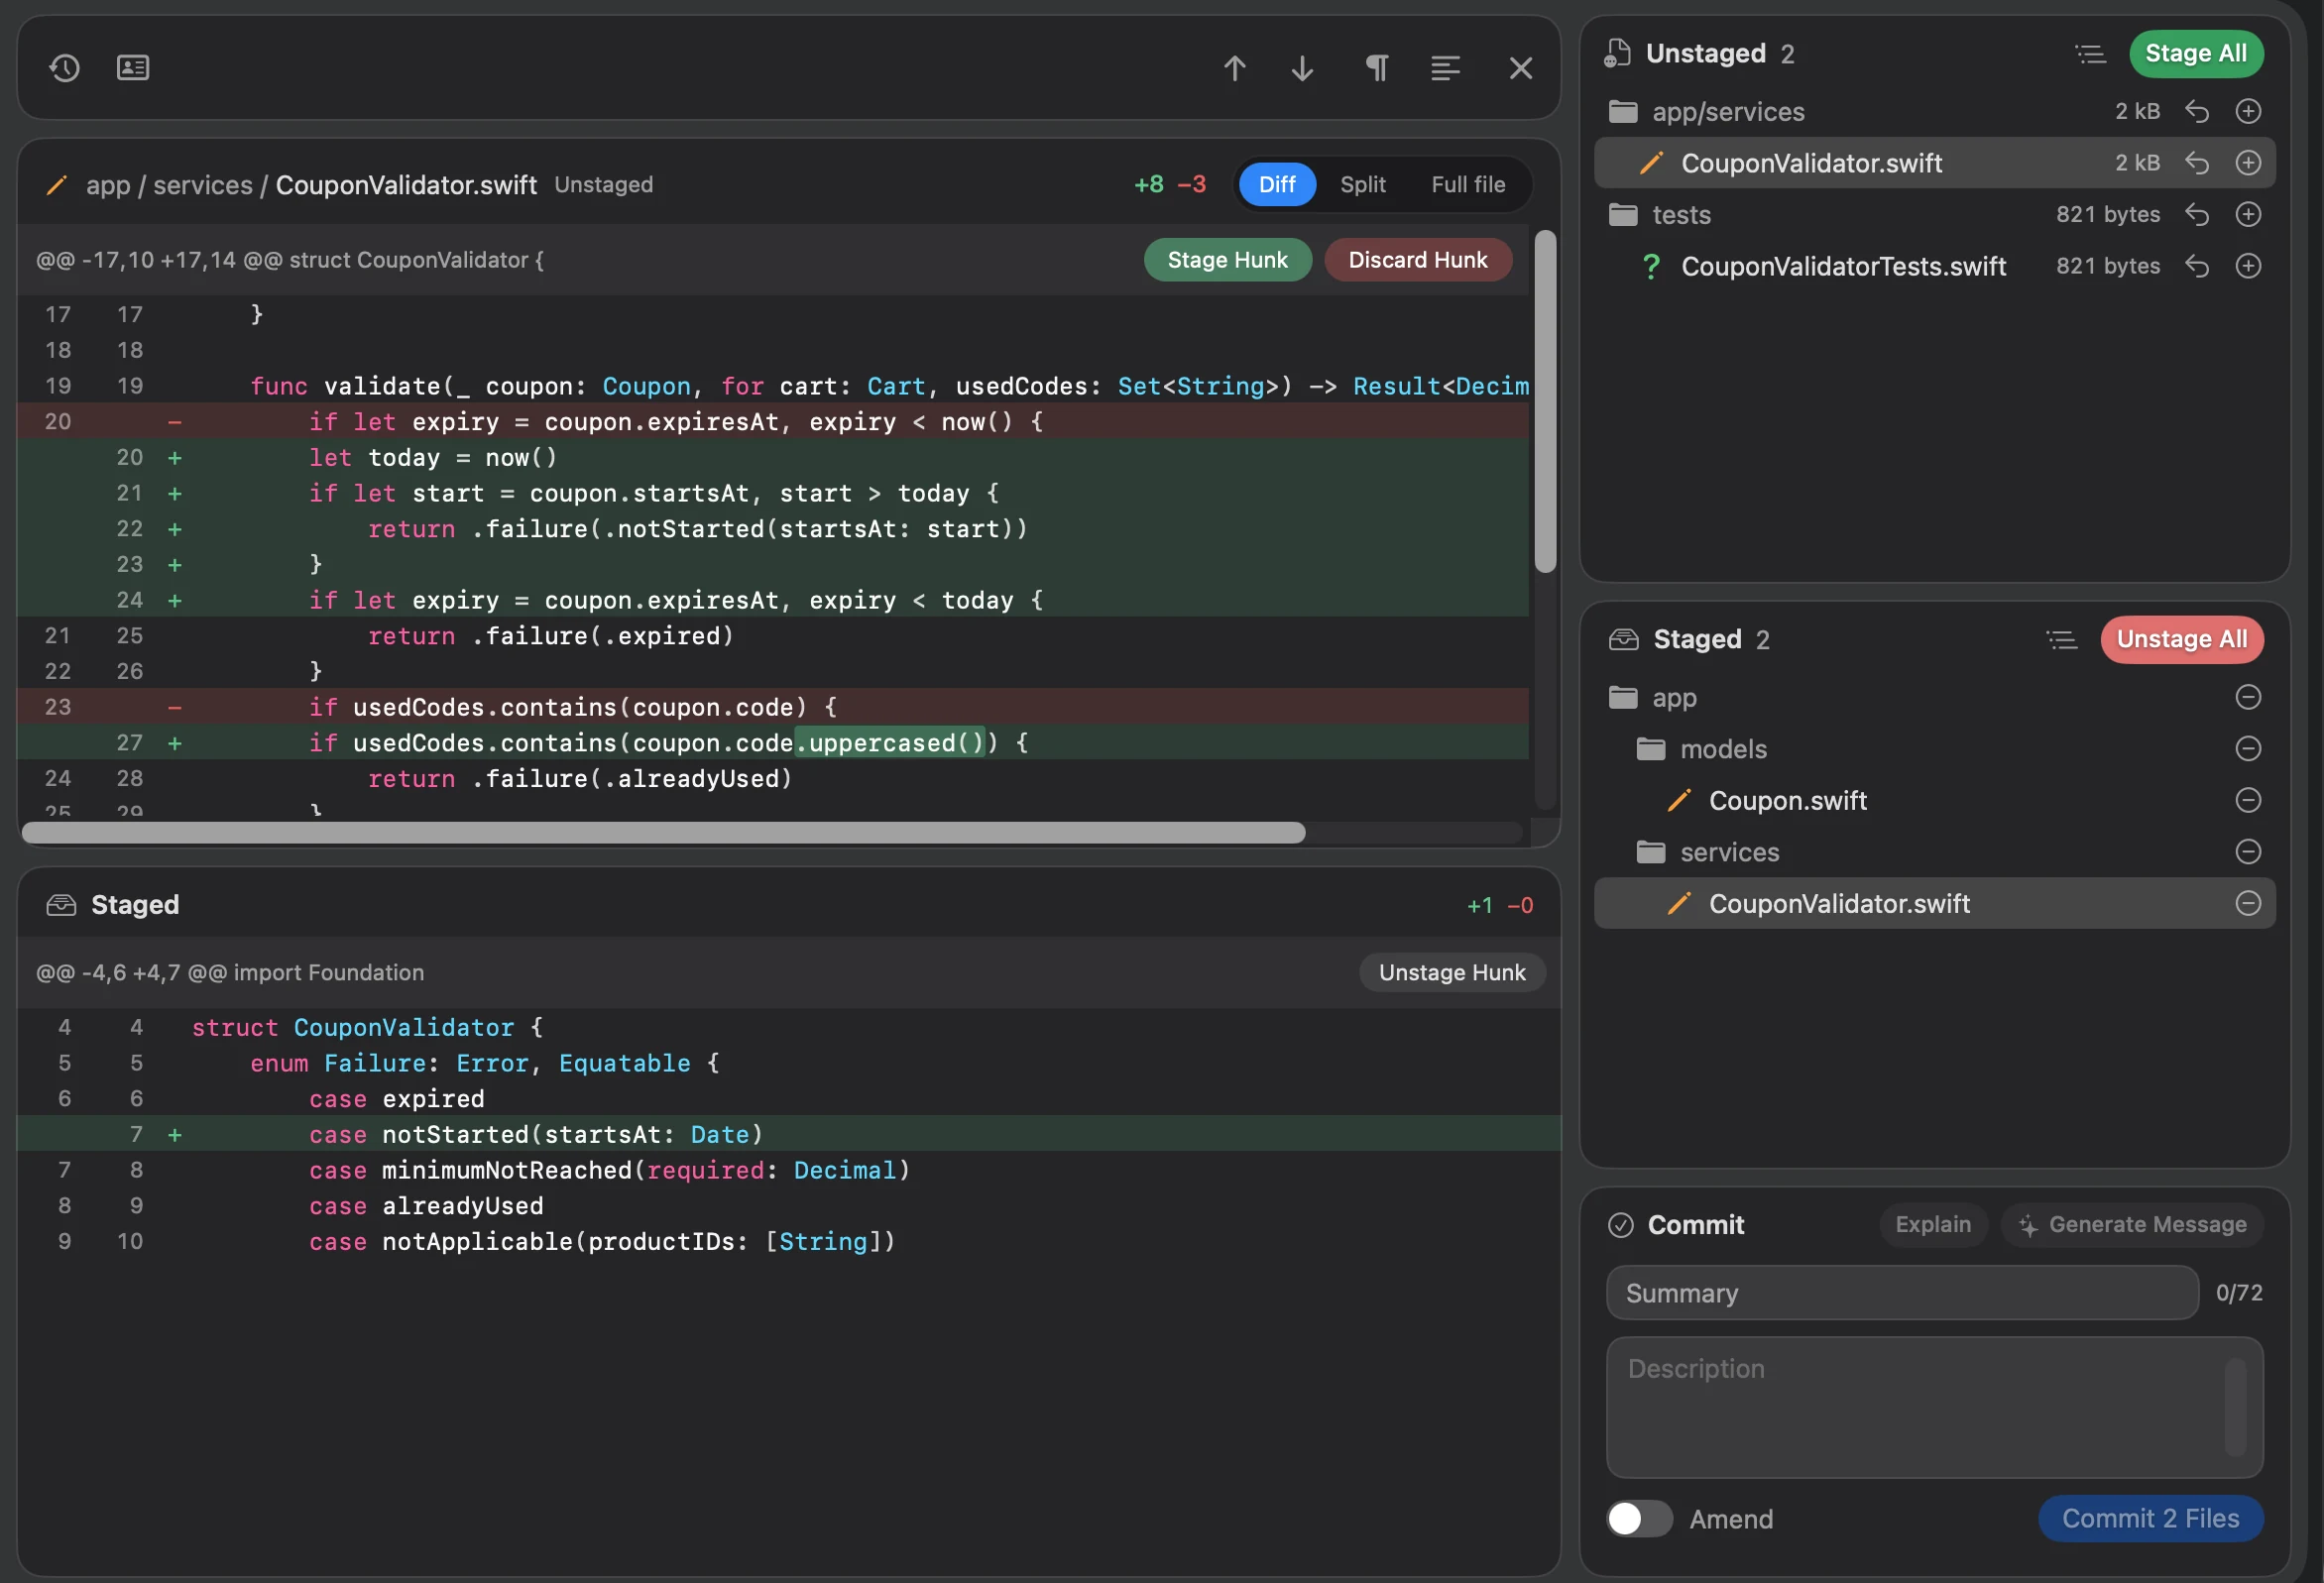 app / services / CouponValidator.swift Unstaged +8 −3 Diff Split Full file
@@ -17,10 +17,14 @@ struct CouponValidator { Stage Hunk Discard Hunk
17 17 }
18 18
19 19 func validate(_ coupon: Coupon, for cart: Cart, usedCodes: Set<String>) -> Result<Decim
20 − if let expiry = coupon.expiresAt, expiry < now() {
20 + let today = now()
21 + if let start = coupon.startsAt, start > today {
22 + return .failure(.notStarted(startsAt: start))
23 + }
24 + if let expiry = coupon.expiresAt, expiry < today {
21 25 return .failure(.expired)
22 26 }
23 − if usedCodes.contains(coupon.code) {
27 + if usedCodes.contains(coupon.code.uppercased()) {
24 28 return .failure(.alreadyUsed)
25 29 }
Staged +1 −0
@@ -4,6 +4,7 @@ import Foundation Unstage Hunk
4 4 struct CouponValidator {
5 5 enum Failure: Error, Equatable {
6 6 case expired
7 + case notStarted(startsAt: Date)
7 8 case minimumNotReached(required: Decimal)
8 9 case alreadyUsed
9 10 case notApplicable(productIDs: [String])
Unstaged 2 Stage All
app/services 2 kB
CouponValidator.swift 2 kB
tests 821 bytes
? CouponValidatorTests.swift 821 bytes
Staged 2 Unstage All
app
models
Coupon.swift
services
CouponValidator.swift
Commit Explain Generate Message
Summary 0/72
Description
Amend Commit 2 Files